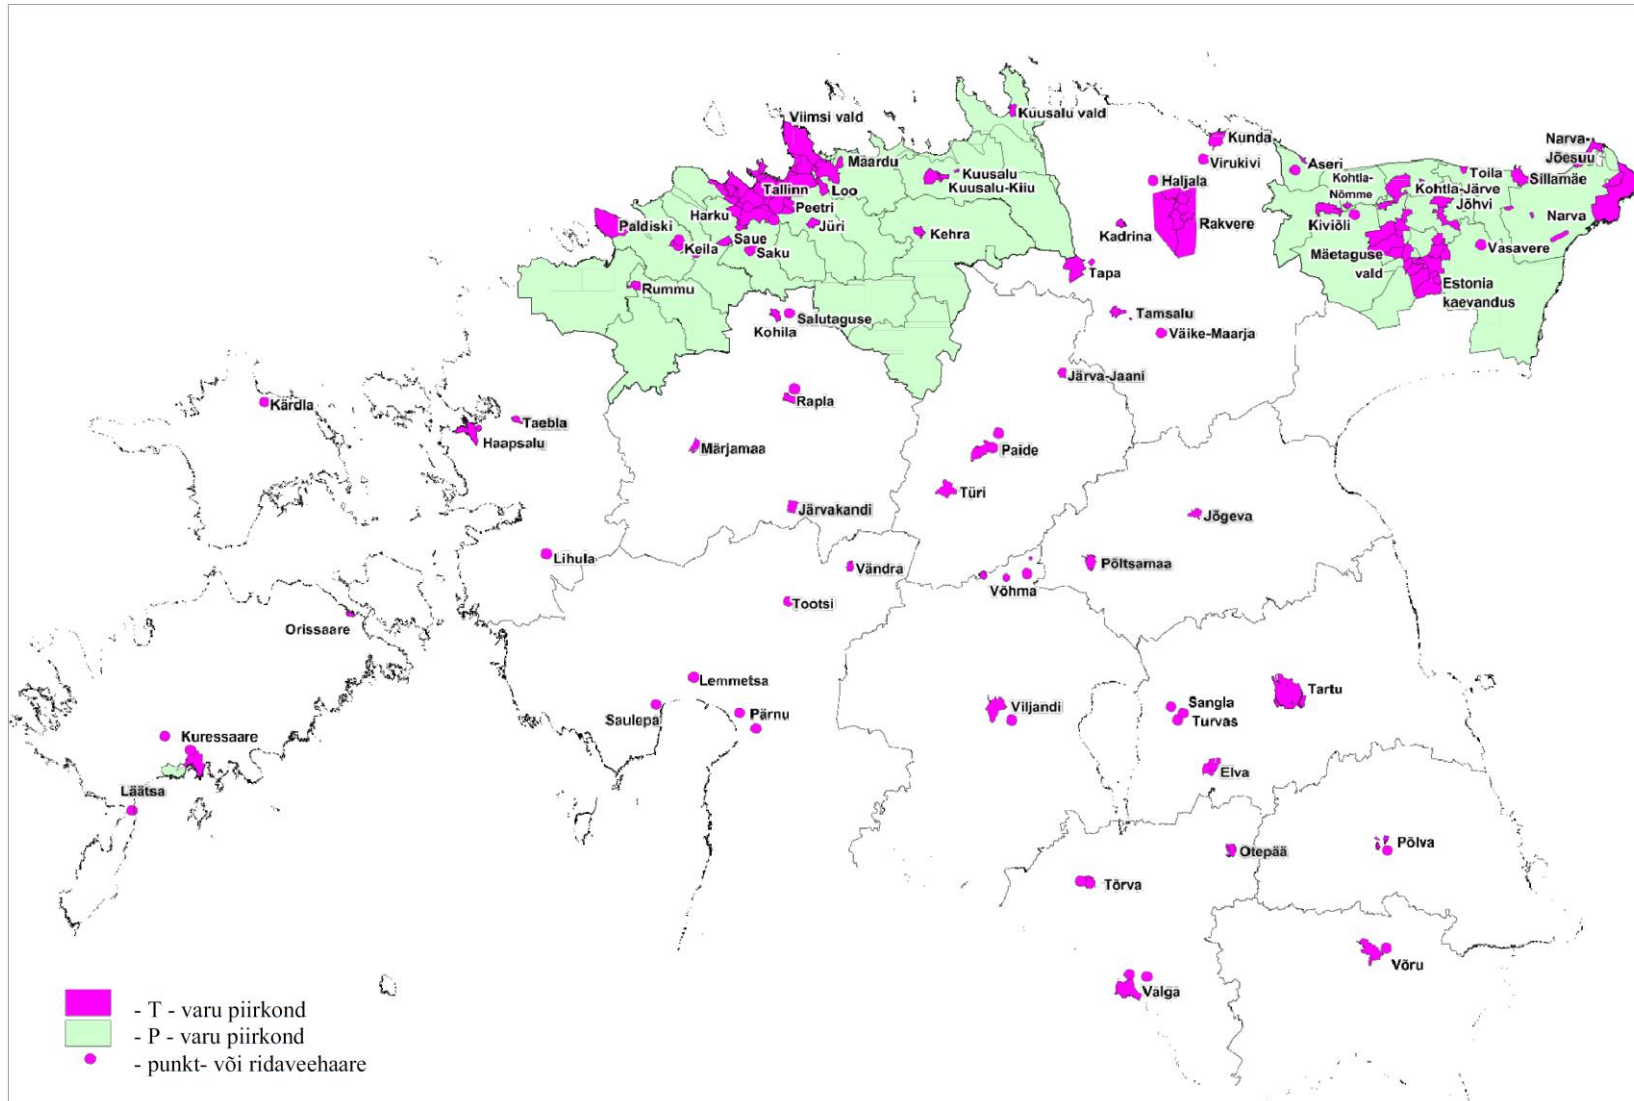 Kuusalu vald
Viimsi vald
Kunda
Narva-
Jõesuu
Maardu
Virukivi
Aseri
Toila
Kuusalu
Kuusalu-Kiiu
Haljala
Kohtla-
Nõmme
Kohtla-Järve
Sillamäe
Tallinn
Loo
Jõhvi
Peetri
Harku
Narva
Paldiski
Jüri
Rakvere
Kiviõli
Kehra
Kadrina
Saue
Keila
Saku
Vasavere
Mäetaguse
vald
Tapa
Estonia
kaevandus
Rummu
Tamsalu
Salutaguse
Kohila
Väike-Maarja
Järva-Jaani
Rapla
Kärdla
Taebla
Haapsalu
Märjamaa
Paide
Türi
Järvakandi
Jõgeva
Lihula
Vändra
Põltsamaa
Võhma
Tootsi
Orissaare
Lemmetsa
Tartu
Sangla
Viljandi
Pärnu
Saulepa
Turvas
Kuressaare
Elva
Läätsa
Põlva
Otepää
Tõrva
Võru
Valga
- T - varu piirkond
- P - varu piirkond
- punkt- või ridaveehaare